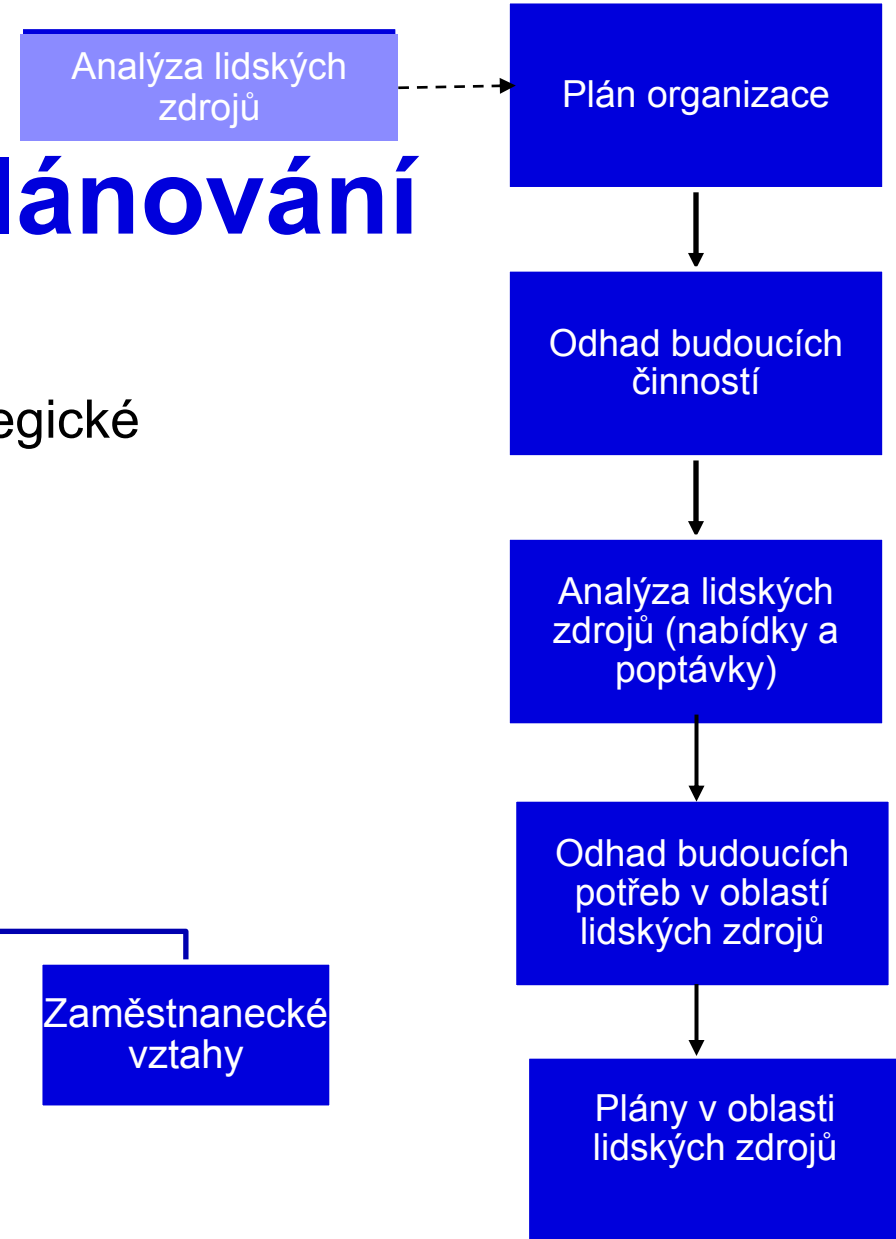 Analýza lidských
zdrojů
Plán organizace
lánování
Odhad budoucích
činností
egické
Analýza lidských
zdrojů (nabídky a
poptávky)
Odhad budoucích
potřeb v oblastí
lidských zdrojů
Zaměstnanecké
vztahy
Plány v oblasti
lidských zdrojů